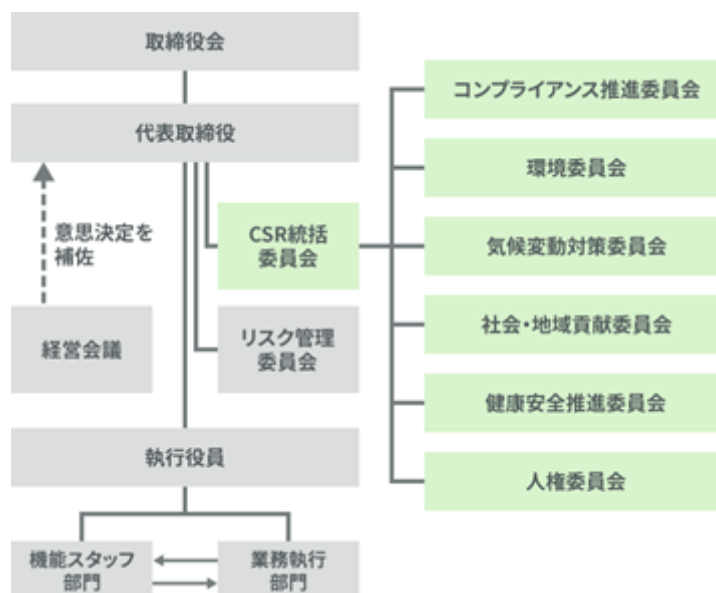 取締役会
代表取締役
意思決定を
補佐
経営会議
CSR統括
委員会
リスク管理
委員会
執行役員
機能スタッフ
部門
業務執行
部門
コンプライアンス推進委員会
環境委員会
気候変動対策委員会
社会・地域貢献委員会
健康安全推進委員会
人権委員会